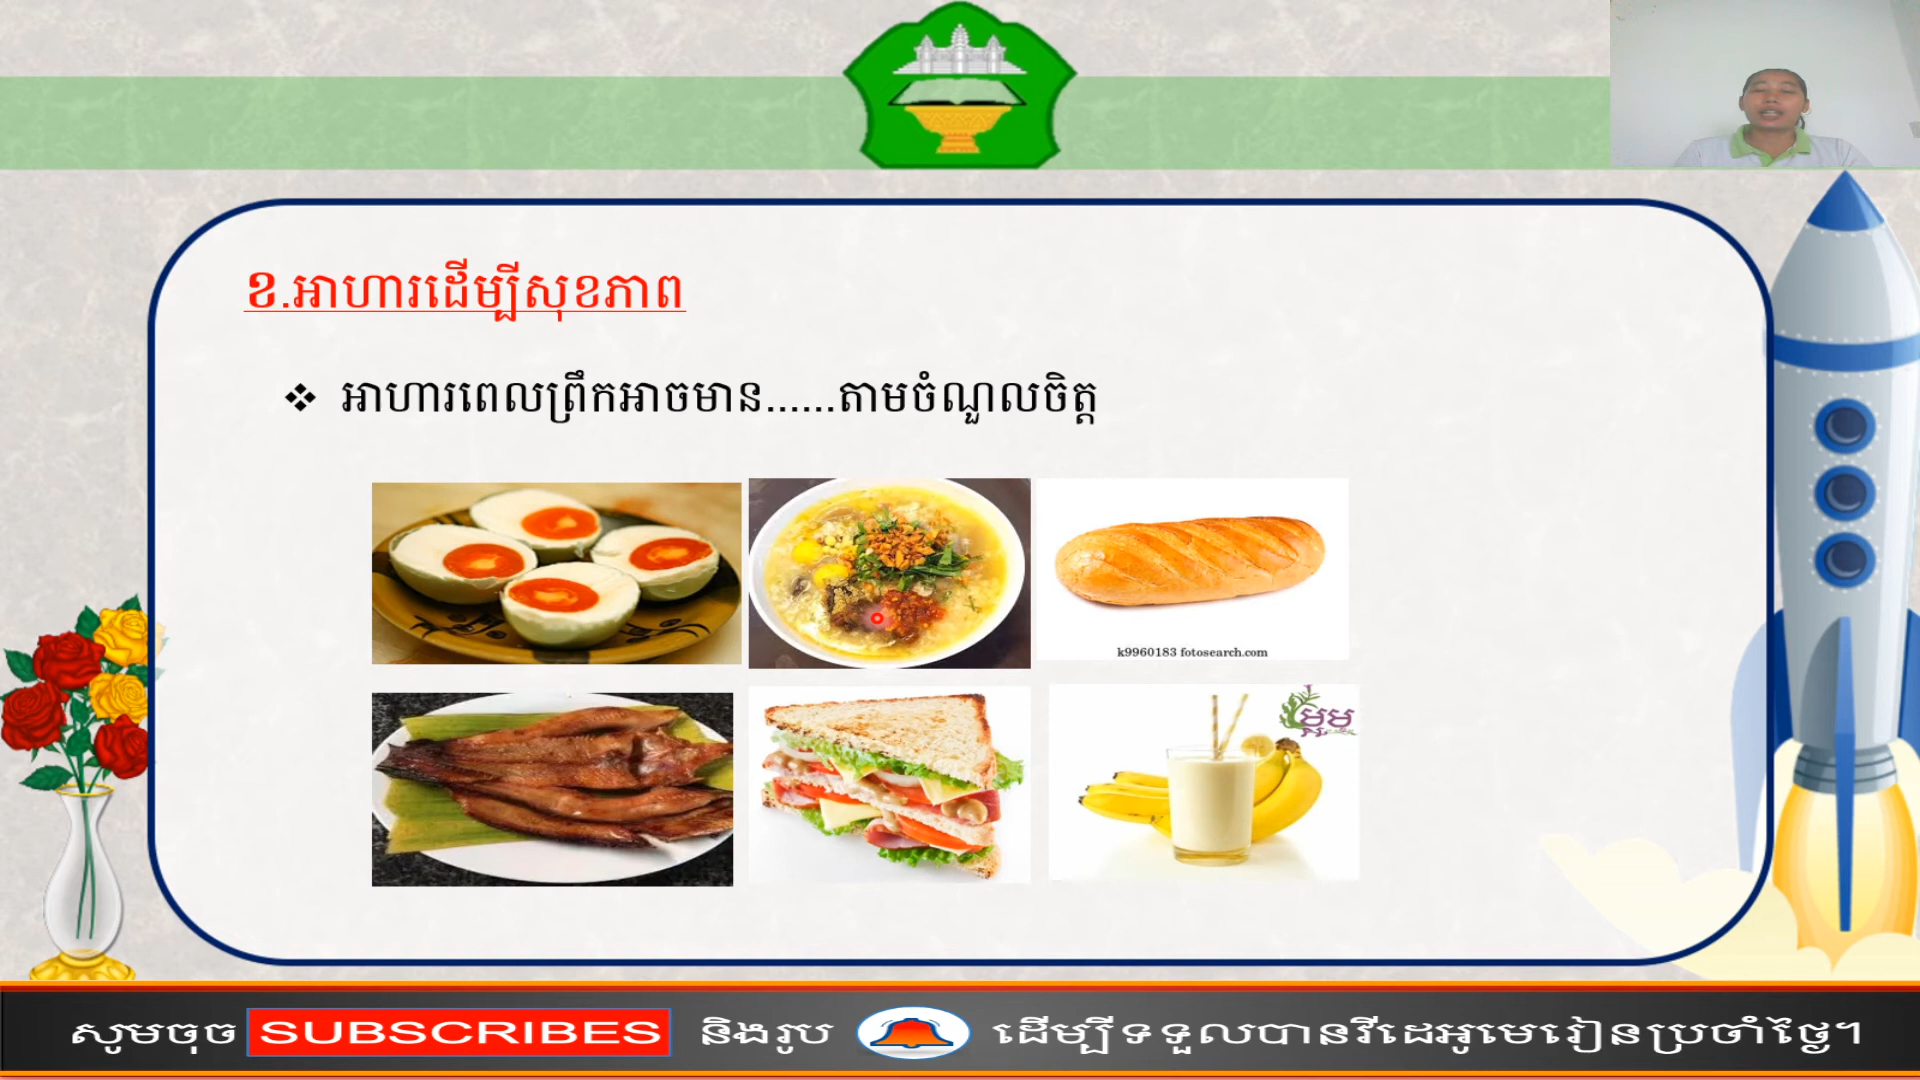 ខ.អាហារដើម្បីសុខភាព
❖ អាហារពេលព្រឹកអាចមាន......តាមចំណួលចិត្ត
k9960183 fotosearch.com
សូមចុច SUBSCRIBES និងរូប ដើម្បីទទួលបានវីដេអូមេរៀនប្រចាំថ្ងៃ។